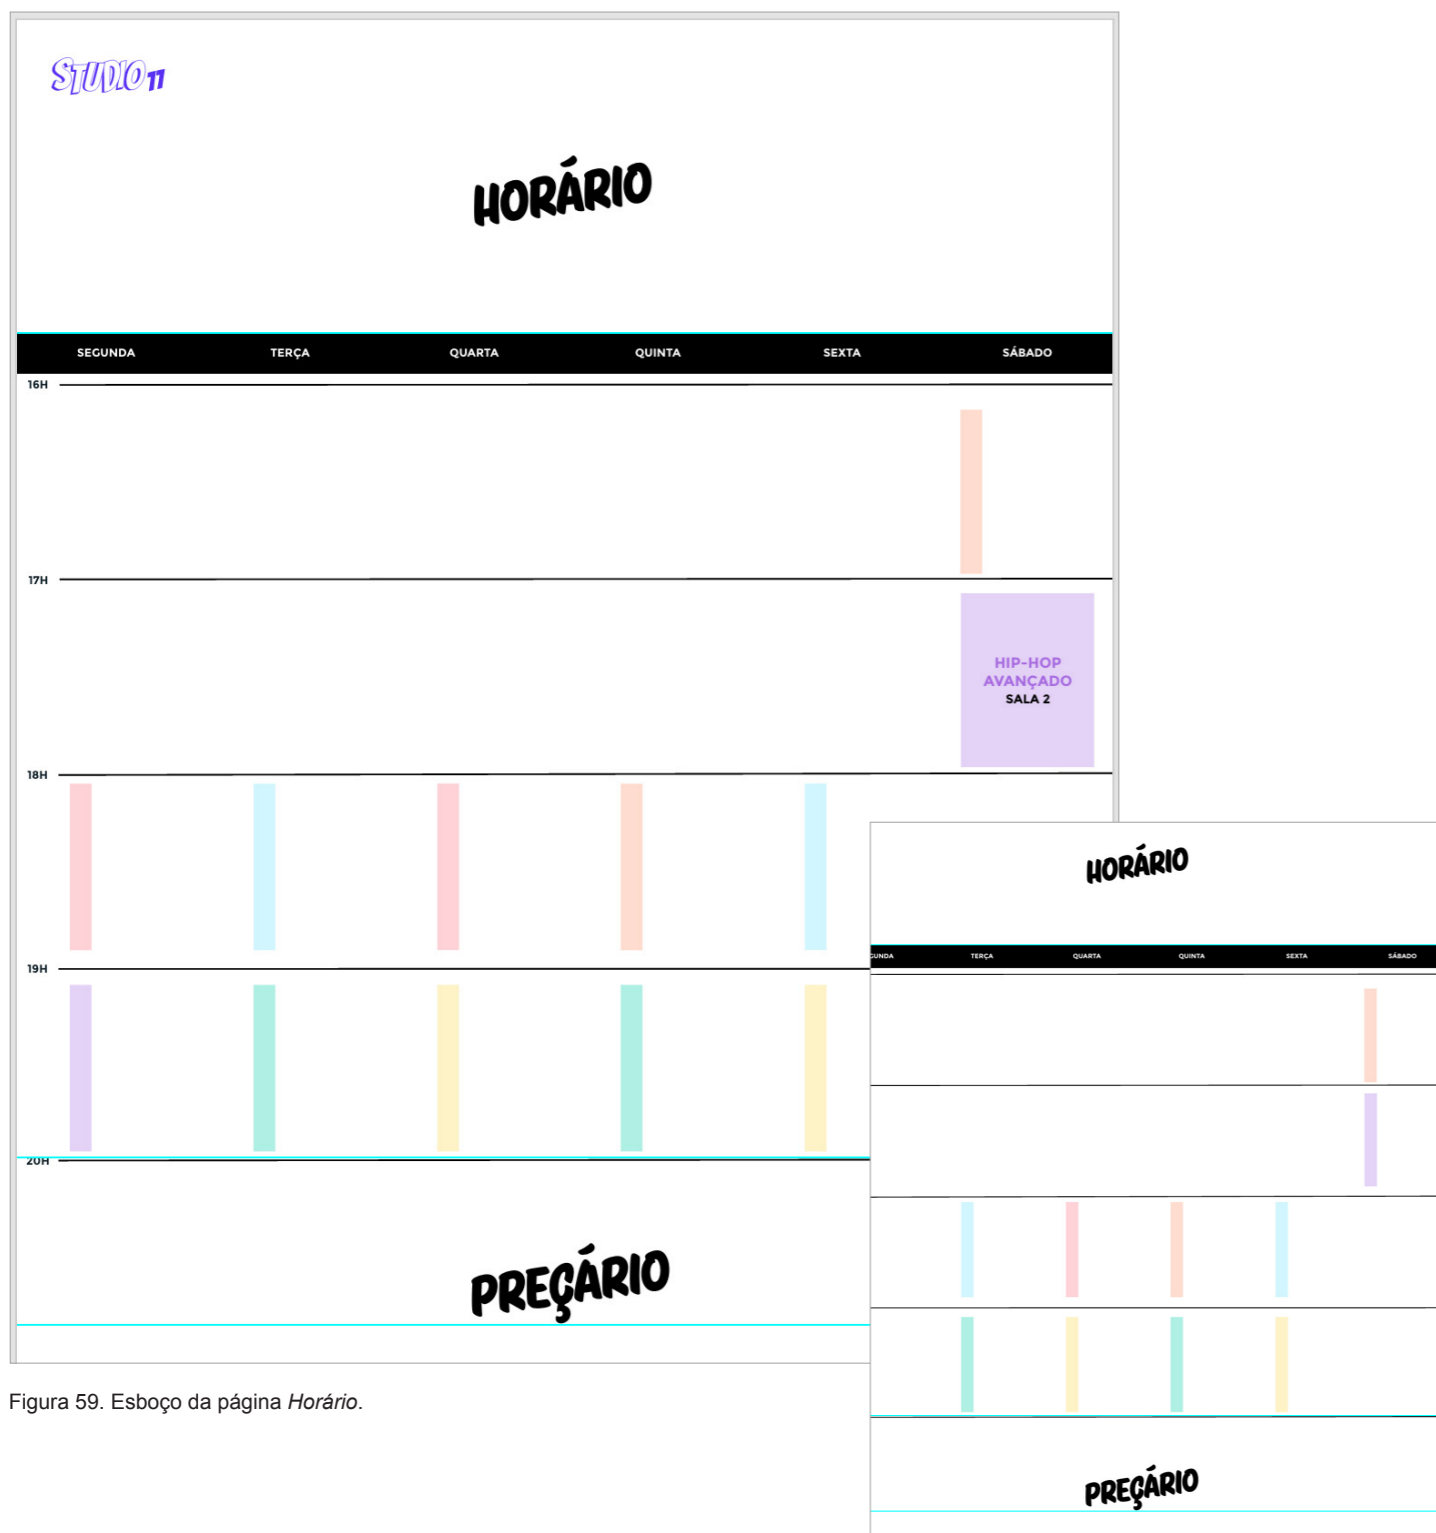 STUDIO 11
HORÁRIO
SEGUNDA TERÇA QUARTA QUINTA SEXTA SÁBADO
16H
17H
HIP-HOP
AVANÇADO
SALA 2
18H
19H
20H
PREÇÁRIO
HORÁRIO
GUNDA TERÇA QUARTA QUINTA SEXTA SÁBADO
PREÇÁRIO
Figura 59. Esboço da página Horário.